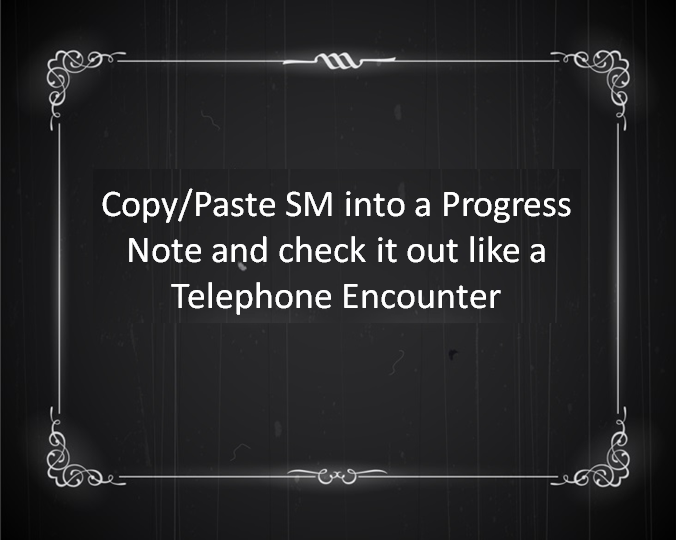 Copy/Paste SM into a Progress
Note and check it out like a
Telephone Encounter